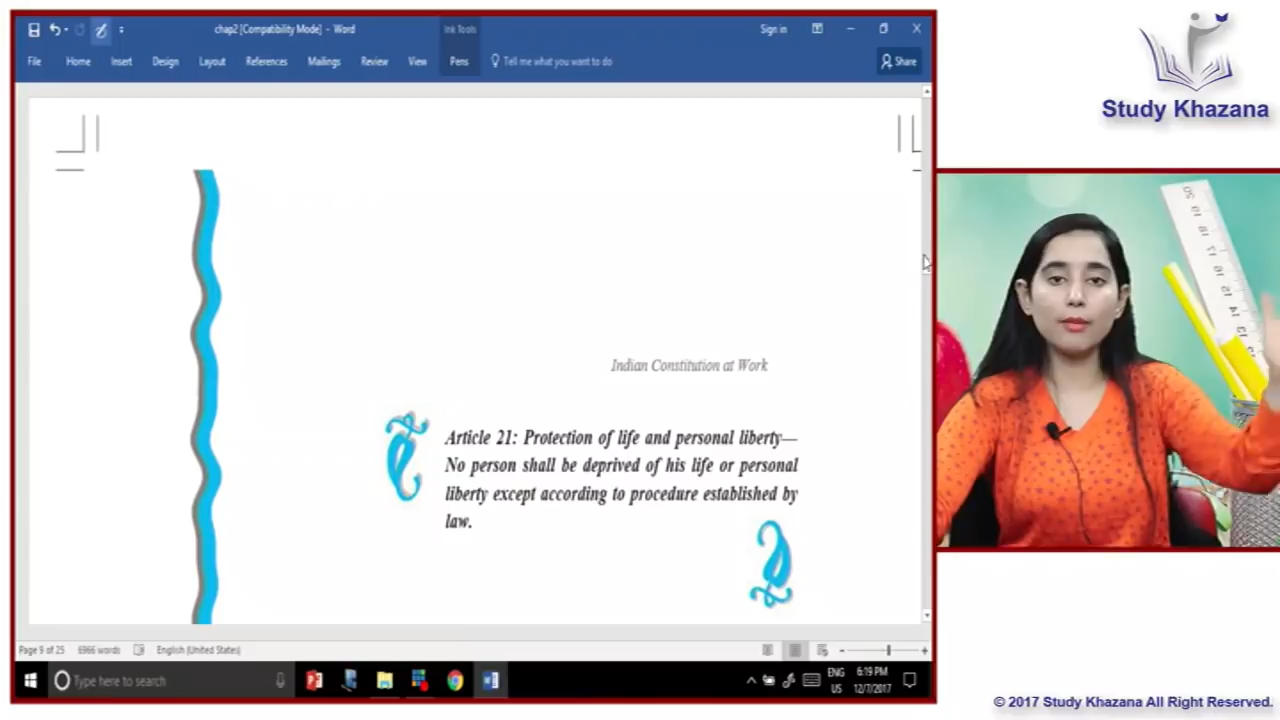 chap2 [Compatibility Mode] - Word
Ink Tools
Sign in
File Home Insert Design Layout References Mailings Review View Pens Tell me what you want to do Share
Study Khazana
Indian Constitution at Work
Article 21: Protection of life and personal liberty—
No person shall be deprived of his life or personal
liberty except according to procedure established by
law.
Page 9 of 25 6966 words English (United States)
Type here to search
ENG
US
6:19 PM
12/7/2017
© 2017 Study Khazana All Right Reserved.